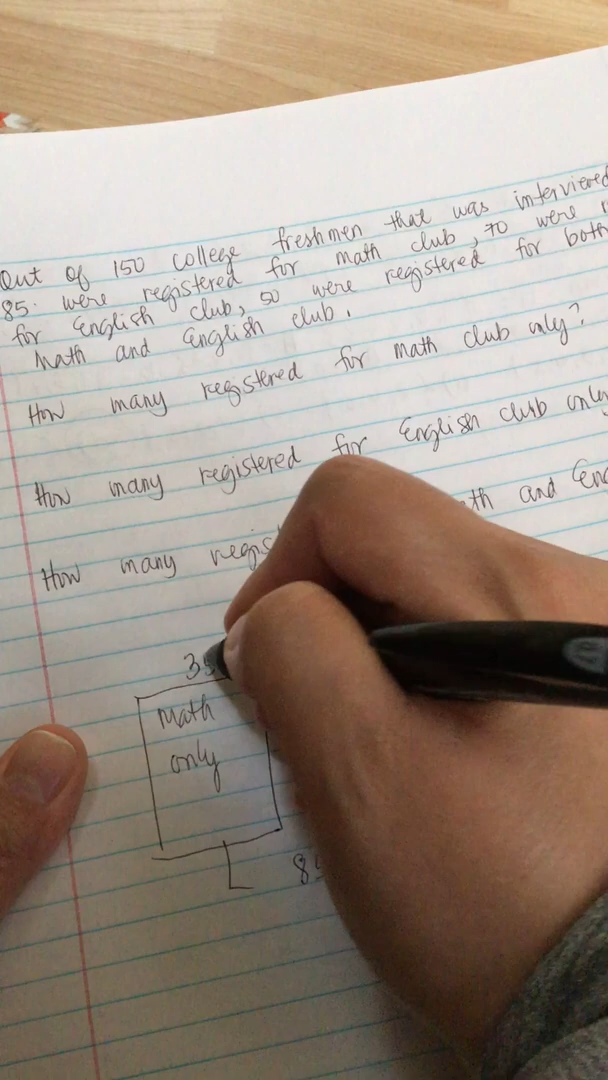 Out of 150 college freshmen that was interviewed
85. were registered for math club, 70 were
for English club, 50 were registered for both
Math and English club.
How many registered for math club only?
How many registered for English club only
How many and
35
Math
only